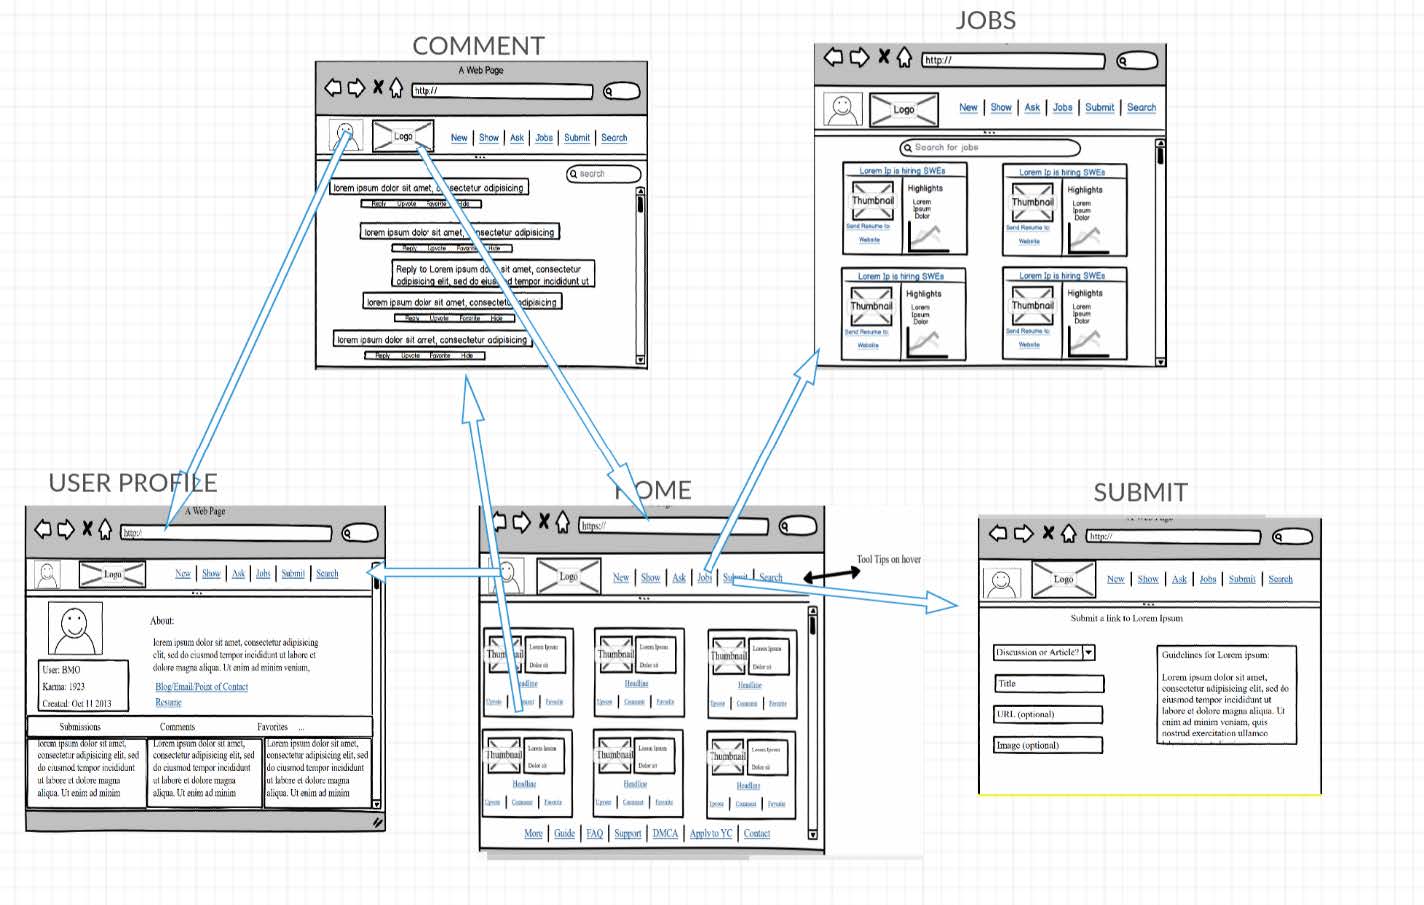 COMMENT
A Web Page
http://
Logo
New Show Ask Jobs Submit Search
search
lorem ipsum dolor sit amet, consectetur adipisicing
Reply Upvote Favorite Hide
lorem ipsum dolor sit amet, consectetur adipisicing
Reply Upvote Favorite Hide
Reply to Lorem ipsum dolor sit amet, consectetur
adipisicing elit, sed do eiusmod tempor incididunt ut
lorem ipsum dolor sit amet, consectetur adipisicing
Reply Upvote Favorite Hide
lorem ipsum dolor sit amet, consectetur adipisicing
Reply Upvote Favorite Hide
JOBS
http://
Logo
New Show Ask Jobs Submit Search
Search for jobs
Lorem Ip is hiring SWEs
Thumbnail
Highlights
Lorem
Ipsum
Dolor
Send Resume to:
Website
Lorem Ip is hiring SWEs
Thumbnail
Highlights
Lorem
Ipsum
Dolor
Send Resume to:
Website
Lorem Ip is hiring SWEs
Thumbnail
Highlights
Lorem
Ipsum
Dolor
Send Resume to:
Website
Lorem Ip is hiring SWEs
Thumbnail
Highlights
Lorem
Ipsum
Dolor
Send Resume to:
Website
USER PROFILE
A Web Page
http://
Logo
New Show Ask Jobs Submit Search
About:
lorem ipsum dolor sit amet, consectetur adipisicing
elit, sed do eiusmod tempor incididunt ut labore et
dolore magna aliqua. Ut enim ad minim veniam,
Blog/Email/Point of Contact
Resume
User: BMO
Karma: 1923
Created: Oct 11 2013
Submissions Comments Favorites ...
lorem ipsum dolor sit amet,
consectetur adipisicing elit, sed
do eiusmod tempor incididunt
ut labore et dolore magna
aliqua. Ut enim ad minim
Lorem ipsum dolor sit amet,
consectetur adipisicing elit, sed
do eiusmod tempor incididunt
ut labore et dolore magna
aliqua. Ut enim ad minim
Lorem ipsum dolor sit amet,
consectetur adipisicing elit, sed
do eiusmod tempor incididunt
ut labore et dolore magna
aliqua. Ut enim ad minim
HOME
https://
Logo
New Show Ask Jobs Submit Search
Tool Tips on hover
Thumbnail
Lorem Ipsum
Dolor sit
Headline
Upvote Comment Favorite
Thumbnail
Lorem Ipsum
Dolor sit
Headline
Upvote Comment Favorite
Thumbnail
Lorem Ipsum
Dolor sit
Headline
Upvote Comment Favorite
Thumbnail
Lorem Ipsum
Dolor sit
Headline
Upvote Comment Favorite
Thumbnail
Lorem Ipsum
Dolor sit
Headline
Upvote Comment Favorite
Thumbnail
Lorem Ipsum
Dolor sit
Headline
Upvote Comment Favorite
More Guide FAQ Support DMCA Apply to YC Contact
SUBMIT
A Web Page
http://
Logo
New Show Ask Jobs Submit Search
Submit a link to Lorem Ipsum
Discussion or Article?
Title
URL (optional)
Image (optional)
Guidelines for Lorem ipsum:
Lorem ipsum dolor sit amet,
consectetur adipisicing elit, sed do
eiusmod tempor incididunt ut
labore et dolore magna aliqua. Ut
enim ad minim veniam, quis
nostrud exercitation ullamco